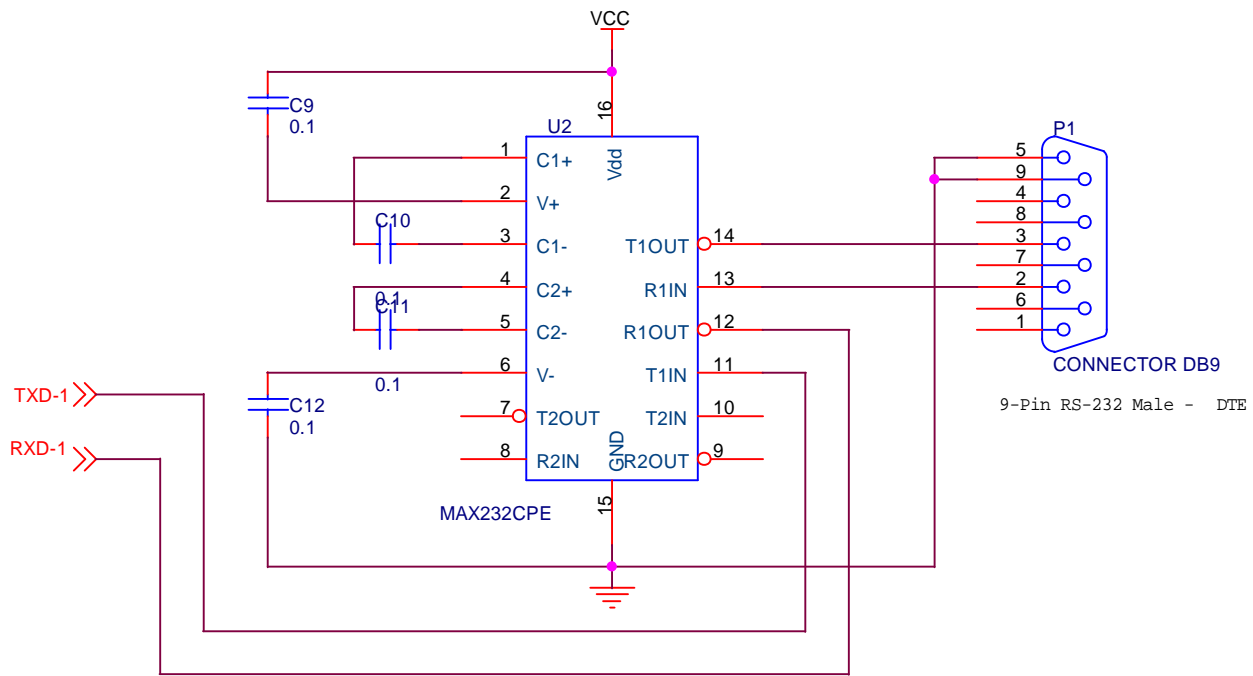 VCC
C9
0.1
16
U2
P1
1
C1+
Vdd
5
9
2
V+
4
C10
8
3
C1-
T1OUT
14
3
7
4
C2+
R1IN
13
2
0.1
C11
6
5
C2-
R1OUT
12
1
6
V-
T1IN
11
CONNECTOR DB9
0.1
TXD-1
C12
0.1
7
T2OUT
T2IN
10
9-Pin RS-232 Male - DTE
RXD-1
8
R2IN
GND
R2OUT
9
15
MAX232CPE